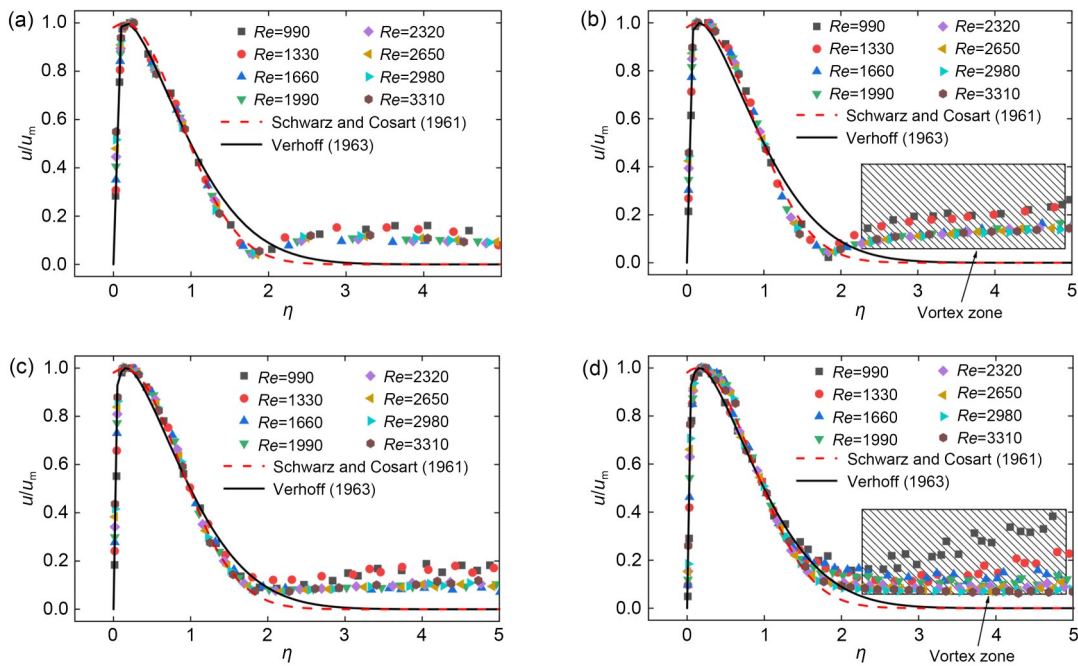 (a)
1.0
0.8
0.6
0.4
0.2
0.0
u/um
0
1
2
3
4
η
Re=990
Re=1330
Re=1660
Re=1990
Re=2320
Re=2650
Re=2980
Re=3310
Schwarz and Cosart (1961)
Verhoff (1963)
(b)
1.0
0.8
0.6
0.4
0.2
0.0
u/um
0
1
2
3
4
5
η
Re=990
Re=1330
Re=1660
Re=1990
Re=2320
Re=2650
Re=2980
Re=3310
Schwarz and Cosart (1961)
Verhoff (1963)
Vortex zone
(c)
1.0
0.8
0.6
0.4
0.2
0.0
u/um
0
1
2
3
4
5
η
Re=990
Re=1330
Re=1660
Re=1990
Re=2320
Re=2650
Re=2980
Re=3310
Schwarz and Cosart (1961)
Verhoff (1963)
(d)
1.0
0.8
0.6
0.4
0.2
0.0
u/um
0
1
2
3
4
5
η
Re=990
Re=1330
Re=1660
Re=1990
Re=2320
Re=2650
Re=2980
Re=3310
Schwarz and Cosart (1961)
Verhoff (1963)
Vortex zone